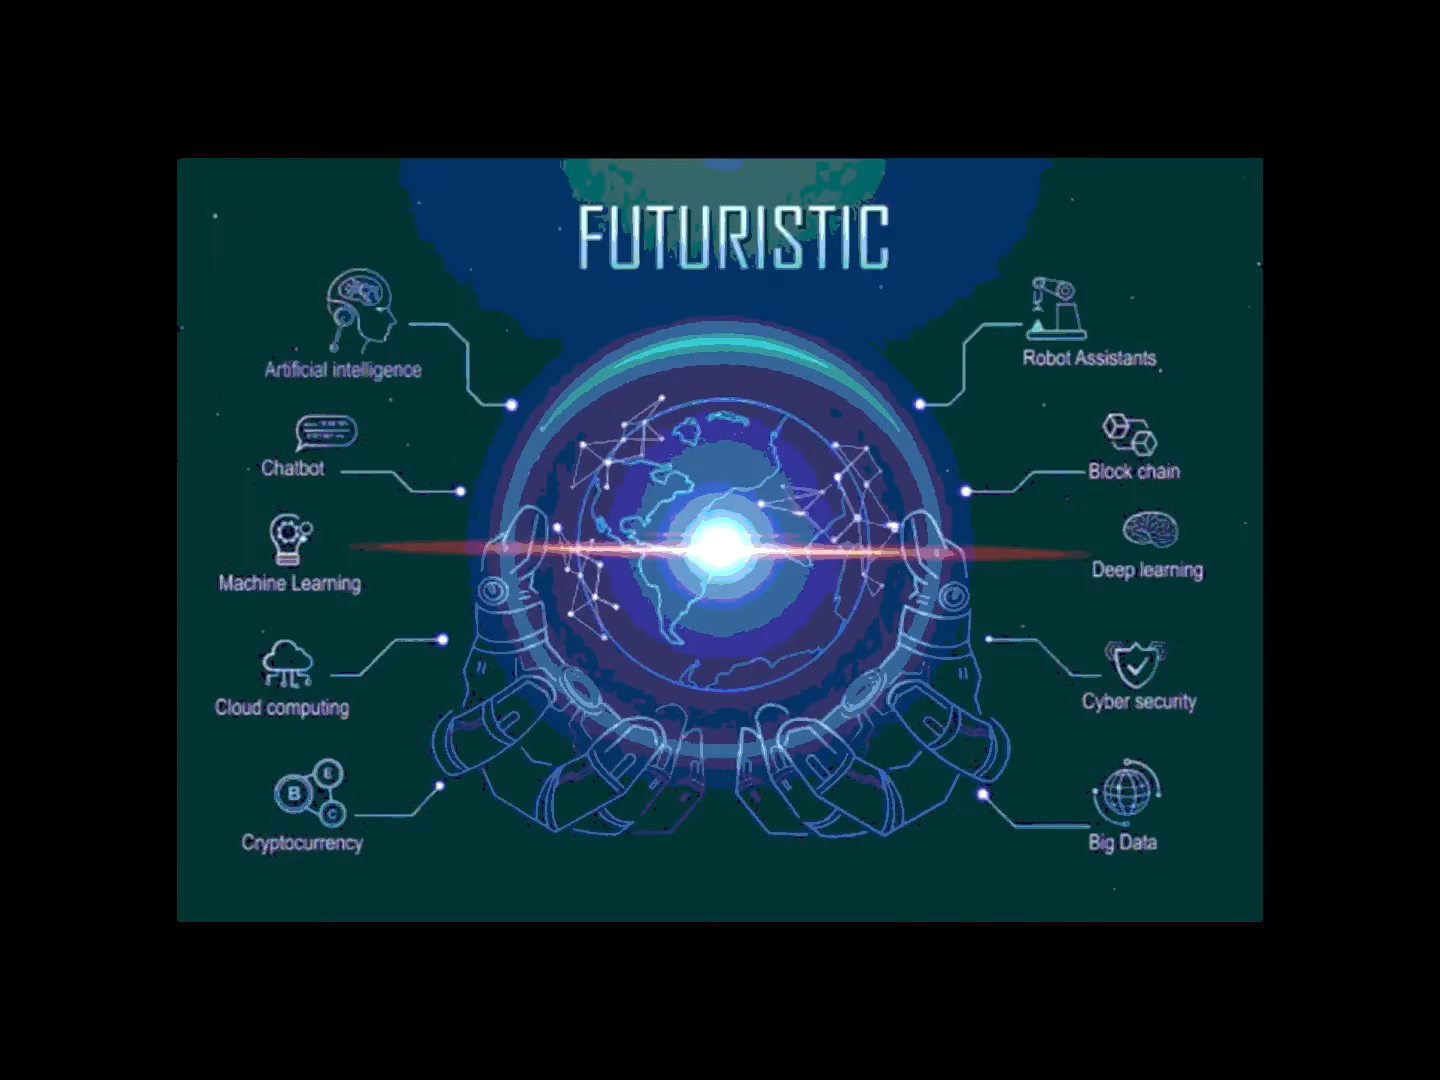 FUTURISTIC
Artificial intelligence
Chatbot
Machine Learning
Cloud computing
B
E
C
Cryptocurrency
Robot Assistants
Block chain
Deep learning
Cyber security
Big Data